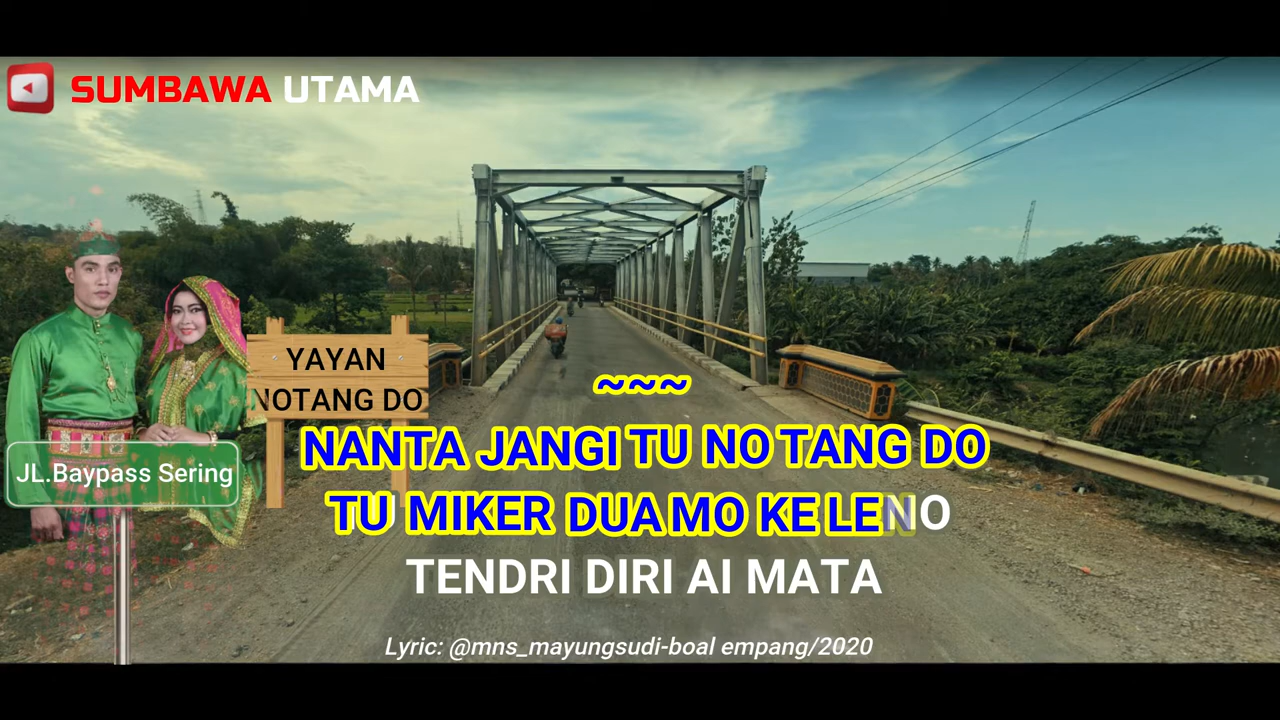 SUMBAWA UTAMA
YAYAN
NOTANG DO
JL.Baypass Sering
~~~
NANTA JANGI TU NO TANG DO
TU MIKER DUA MO KE LENO
TENDRI DIRI AI MATA
Lyric: @mns_mayungsudi-boal empang/2020